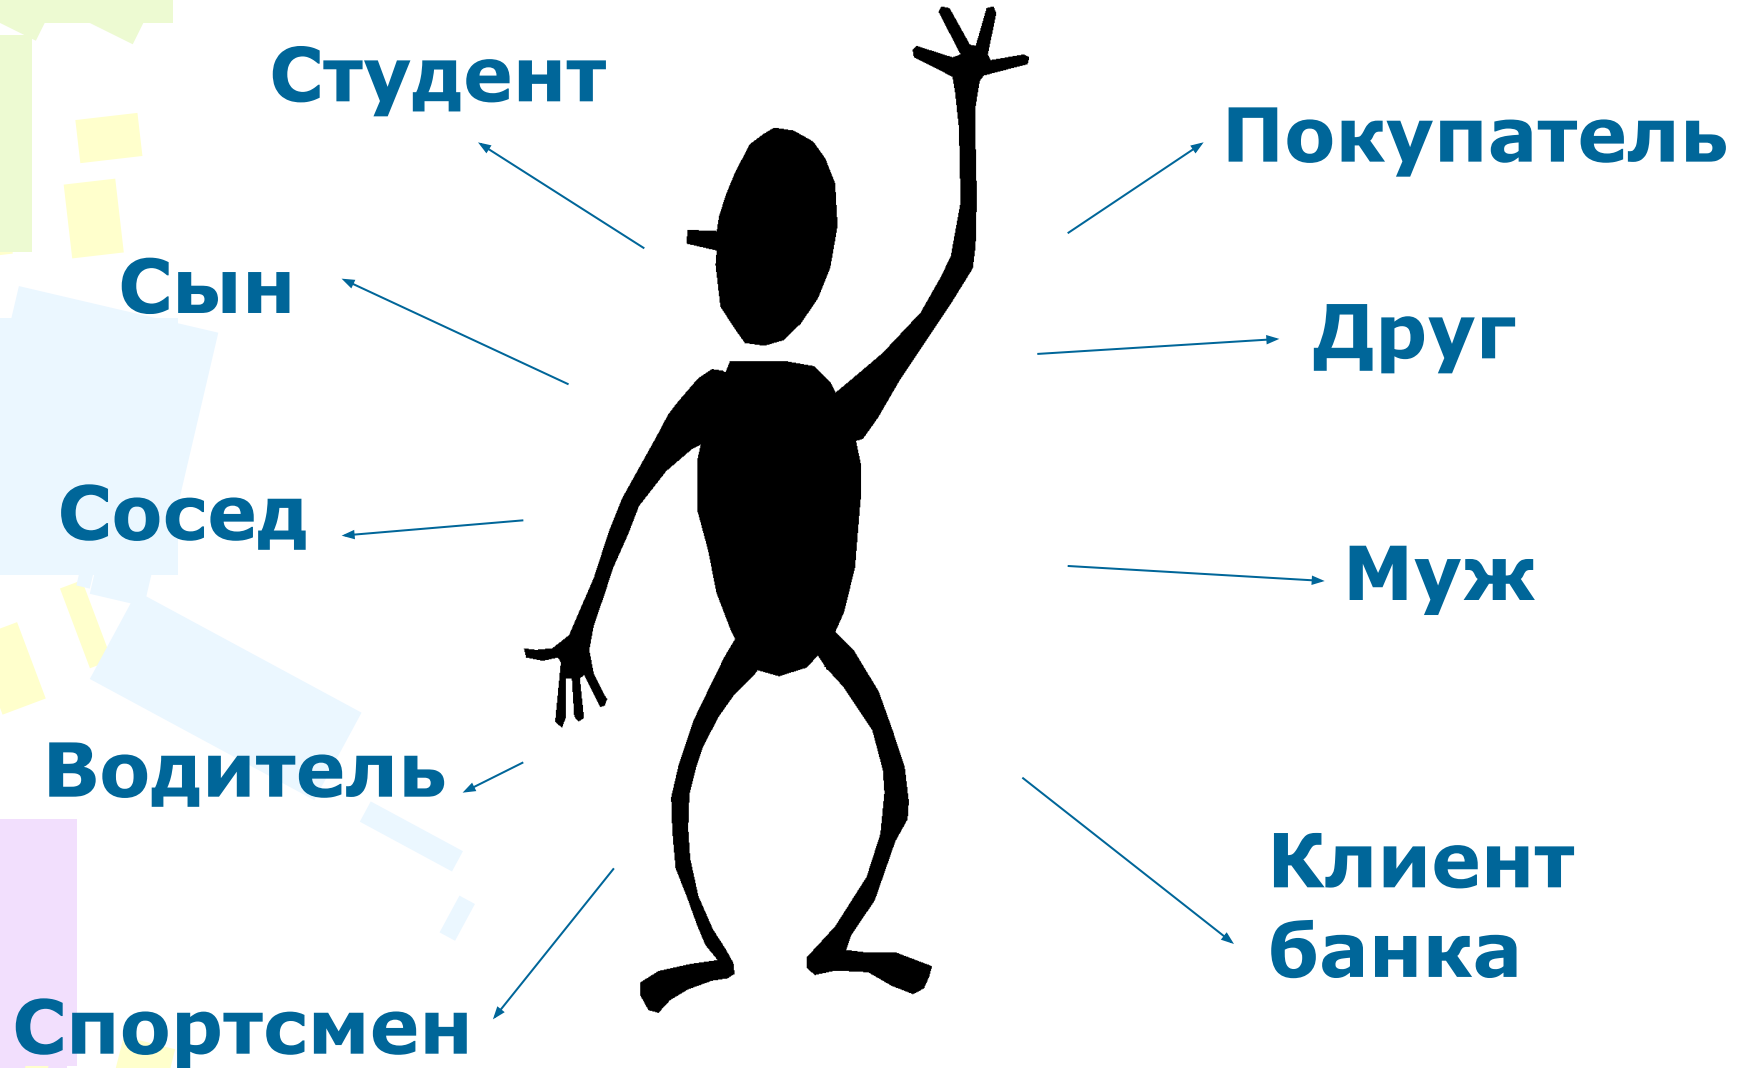 Студент
Покупатель
Сын
Друг
Сосед
Муж
Водитель
Клиент
банка
Спортсмен